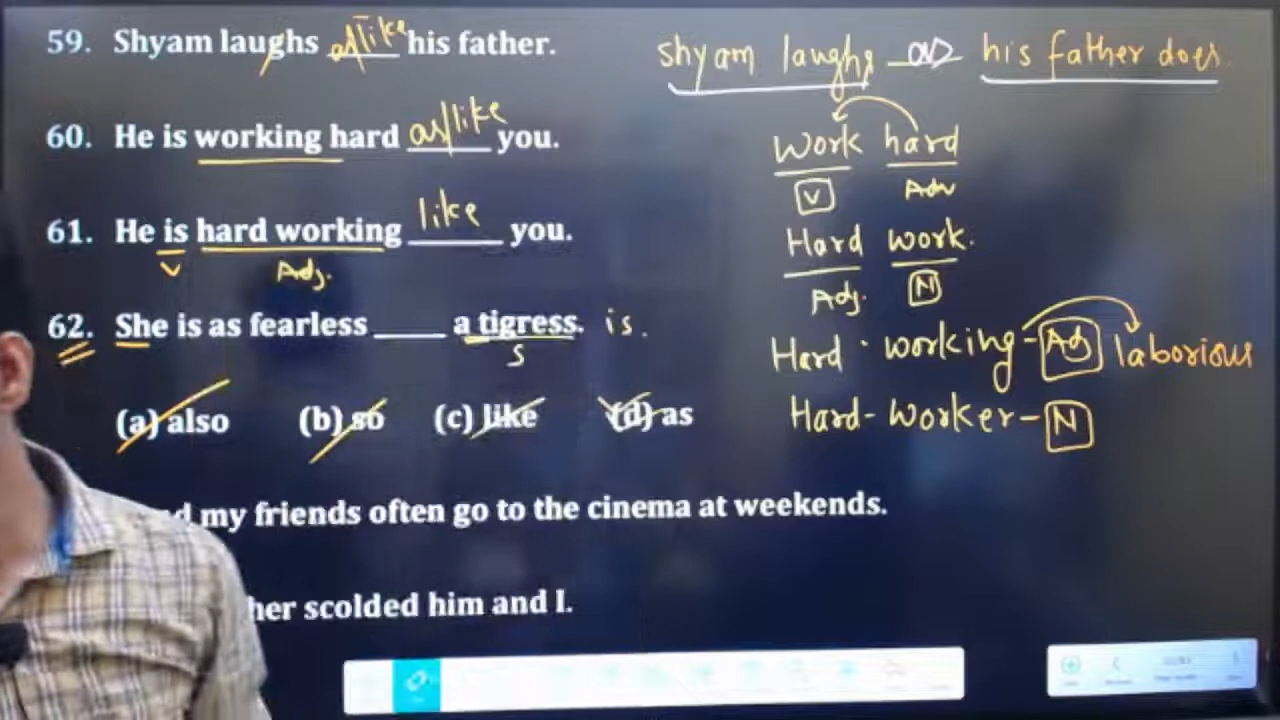 59. Shyam laughs as/like his father.
shyam laughs as his father does.
60. He is working hard as/like you.
Work hard
V Adv
61. He is hard working like you.
V Adj.
Hard work.
Adj. N
62. She is as fearless ____ a tigress. is.
S
Hard-working - Adj laborious
(a) also (b) so (c) like (d) as
Hard-worker - N
my friends often go to the cinema at weekends.
her scolded him and I.